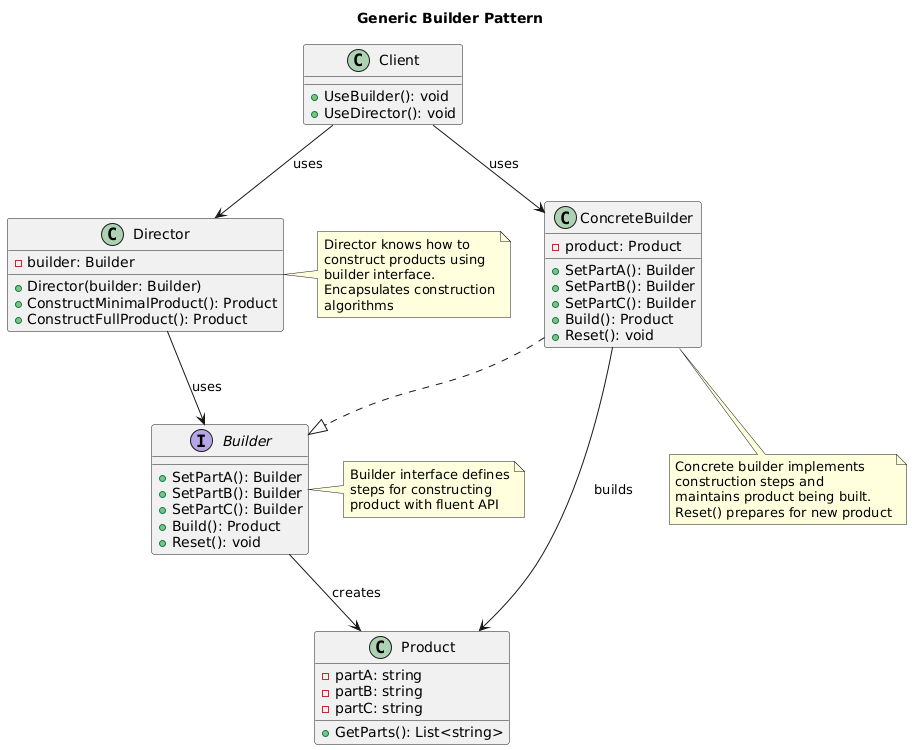 Generic Builder Pattern
C Client
UseBuilder(): void
UseDirector(): void
uses
uses
C Director
builder: Builder
Director(builder: Builder)
ConstructMinimalProduct(): Product
ConstructFullProduct(): Product
Director knows how to
construct products using
builder interface.
Encapsulates construction
algorithms
C ConcreteBuilder
product: Product
SetPartA(): Builder
SetPartB(): Builder
SetPartC(): Builder
Build(): Product
Reset(): void
uses
I Builder
SetPartA(): Builder
SetPartB(): Builder
SetPartC(): Builder
Build(): Product
Reset(): void
Builder interface defines
steps for constructing
product with fluent API
builds
Concrete builder implements
construction steps and
maintains product being built.
Reset() prepares for new product
creates
C Product
partA: string
partB: string
partC: string
GetParts(): List<string>